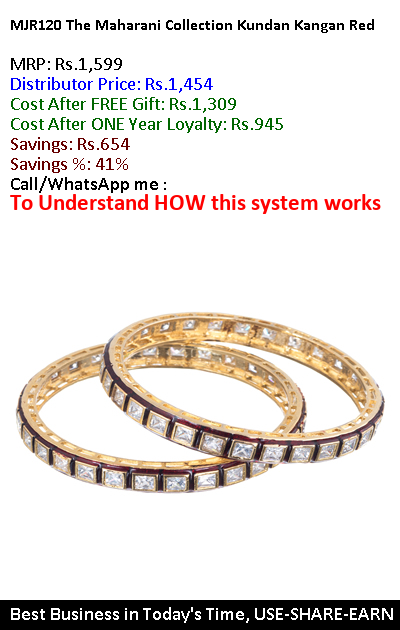 MJR120 The Maharani Collection Kundan Kangan Red
MRP: Rs.1,599
Distributor Price: Rs.1,454
Cost After FREE Gift: Rs.1,309
Cost After ONE Year Loyalty: Rs.945
Savings: Rs.654
Savings %: 41%
Call/WhatsApp me :
To Understand HOW this system works
Best Business in Today's Time, USE-SHARE-EARN